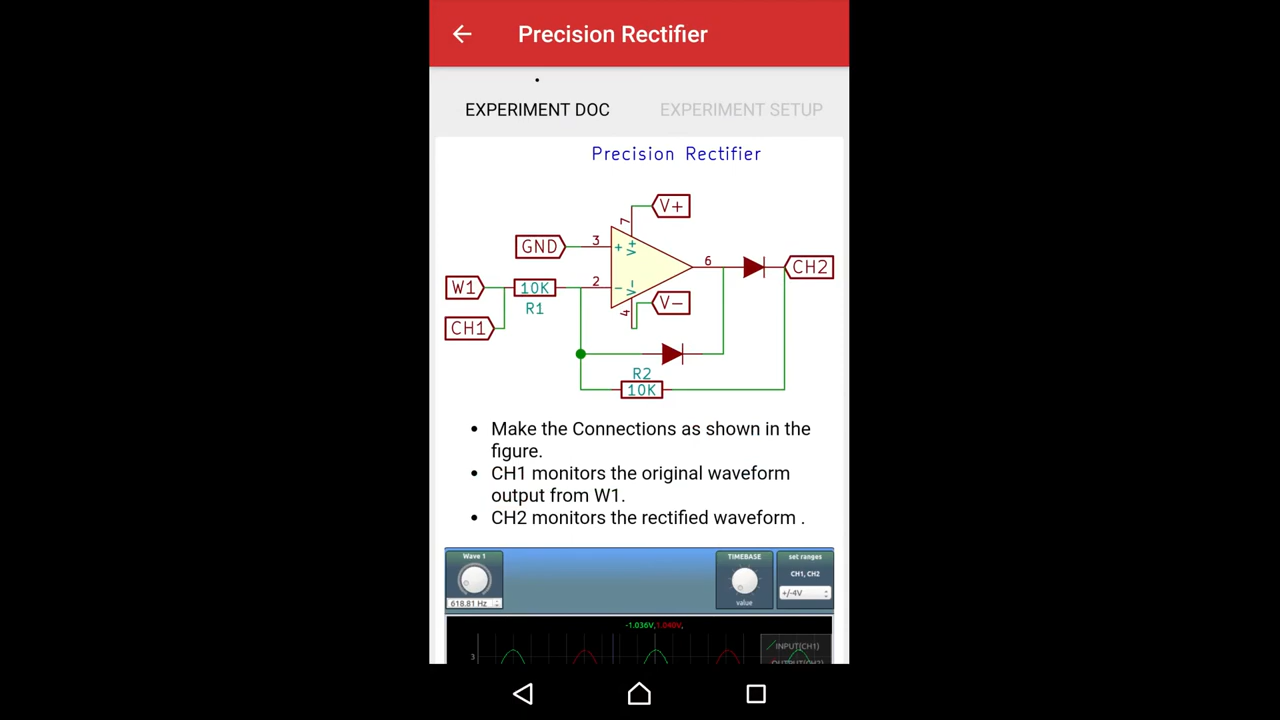 Precision Rectifier
EXPERIMENT DOC
EXPERIMENT SETUP
Precision Rectifier
V+
7
GND
3
+
V+
6
CH2
W1
10K
2
-
V-
V-
R1
4
CH1
R2
10K
• Make the Connections as shown in the
figure.
• CH1 monitors the original waveform
output from W1.
• CH2 monitors the rectified waveform .
Wave 1
618.81 Hz
TIMEBASE
value
set ranges
CH1, CH2
+/-4V
-1.036V,1.040V,
3
INPUT(CH1)
OUTPUT(CH2)